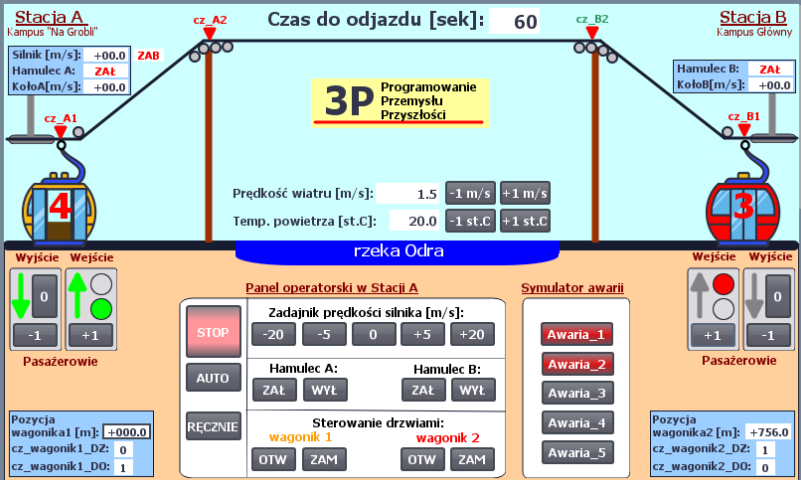 Stacja A
Kampus "Na Grobli"
cz_A2
Czas do odjazdu [sek]: 60
cz_B2
Stacja B
Kampus Główny
Silnik [m/s]: +00.0 ZAB
Hamulec A: ZAŁ
KołoA[m/s]: +00.0
Hamulec B: ZAŁ
KołoB[m/s]: +00.0
3P
Programowanie
Przemysłu
Przyszłości
cz_A1
cz_B1
4
3
Prędkość wiatru [m/s]: 1.5 -1 m/s +1 m/s
Temp. powietrza [st.C]: 20.0 -1 st.C +1 st.C
rzeka Odra
Wyjście Wejście
0
-1 +1
Pasażerowie
Wejście Wyjście
0
+1 -1
Pasażerowie
Panel operatorski w Stacji A
STOP
AUTO
RĘCZNIE
Zadajnik prędkości silnika [m/s]:
-20 -5 0 +5 +20
Hamulec A: Hamulec B:
ZAŁ WYŁ ZAŁ WYŁ
Sterowanie drzwiami:
wagonik 1 wagonik 2
OTW ZAM OTW ZAM
Symulator awarii
Awaria_1
Awaria_2
Awaria_3
Awaria_4
Awaria_5
Pozycja
wagonika1 [m]: +000.0
cz_wagonik1_DZ: 0
cz_wagonik1_DO: 1
Pozycja
wagonika2 [m]: +756.0
cz_wagonik2_DZ: 1
cz_wagonik2_DO: 0